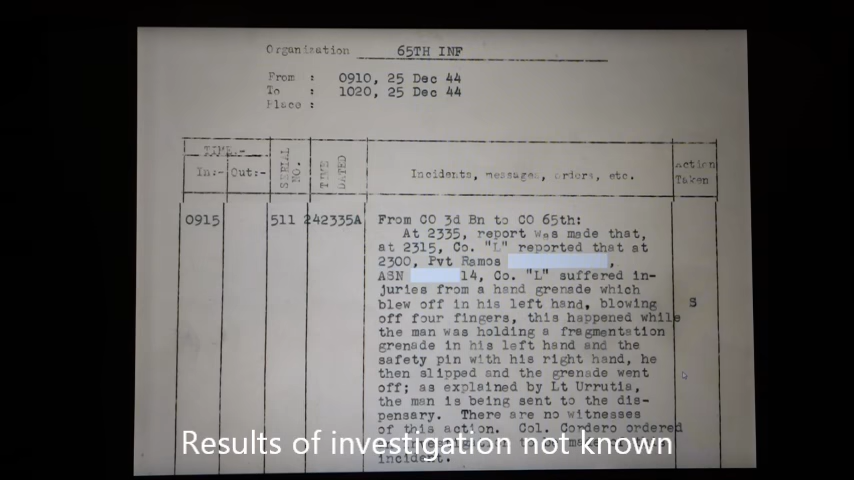 Organization 65TH INF
From : 0910, 25 Dec 44
To : 1020, 25 Dec 44
Place :
TIME.-
In:- Out:- SERIAL NO. TIME DATED Incidents, messages, orders, etc. Action Taken
0915 511 242335A From CO 3d Bn to CO 65th:
At 2335, report was made that,
at 2315, Co. "L" reported that at
2300, Pvt Ramos ,
ASN 14, Co. "L" suffered in-
juries from a hand grenade which
blew off in his left hand, blowing S
off four fingers, this happened while
the man was holding a fragmentation
grenade in his left hand and the
safety pin with his right hand, he
then slipped and the grenade went
off; as explained by Lt Urrutia,
the man is being sent to the dis-
pensary. There are no witnesses
of this action. Col. Cordero ordered
Results of investigation not known
incident.